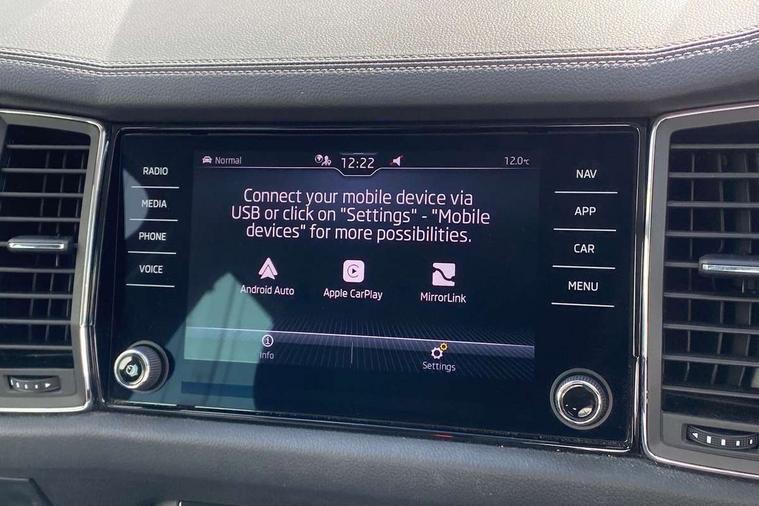 Normal
12:22
12.0°C
RADIO
MEDIA
PHONE
VOICE
Connect your mobile device via
USB or click on "Settings" - "Mobile
devices" for more possibilities.
Android Auto
Apple CarPlay
MirrorLink
Info
Settings
NAV
APP
CAR
MENU